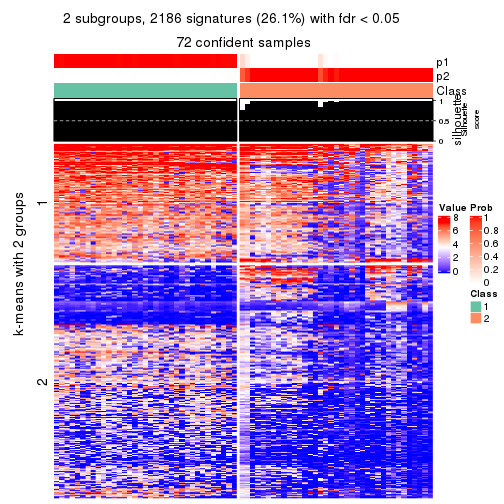 2 subgroups, 2186 signatures (26.1%) with fdr < 0.05
72 confident samples
p1
p2
Class
1
0.5
0
silhouette
Silhouette
score
k-means with 2 groups
1
2
Value
8
6
4
2
0
Prob
1
0.8
0.6
0.4
0.2
0
Class
1
2